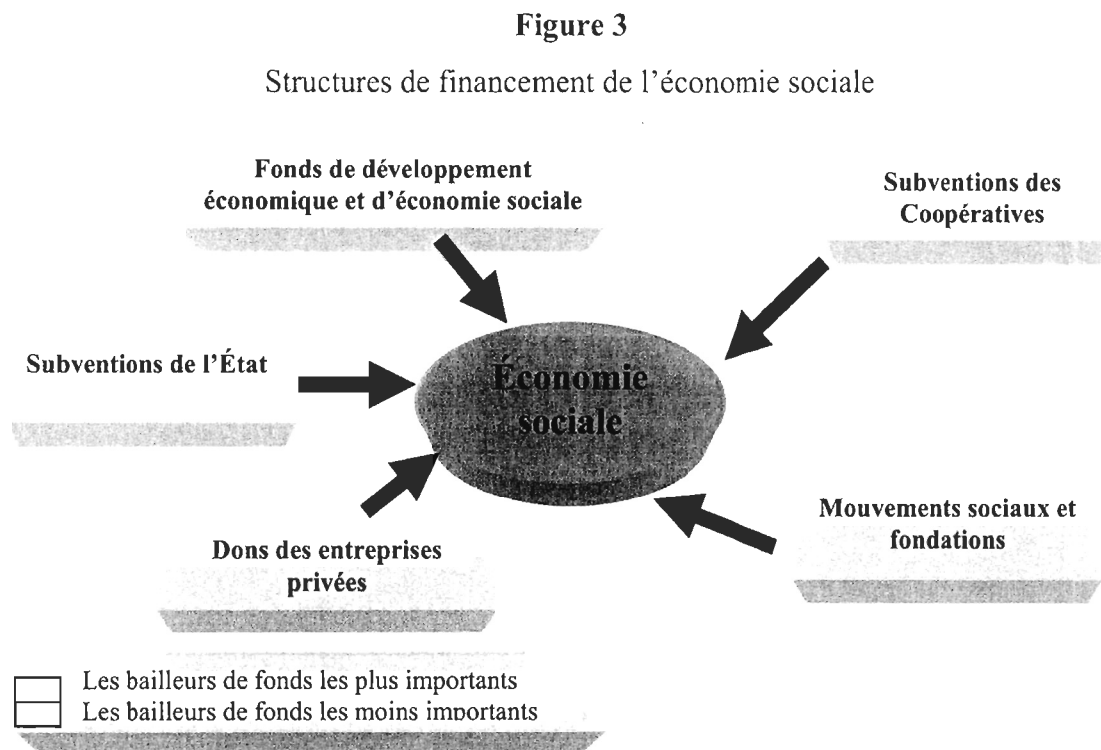 Figure 3
Structures de financement de l'économie sociale
Fonds de développement
économique et d'économie sociale
Subventions des
Coopératives
Subventions de l'État
Économie
sociale
Mouvements sociaux et
fondations
Dons des entreprises
privées
Les bailleurs de fonds les plus importants
Les bailleurs de fonds les moins importants